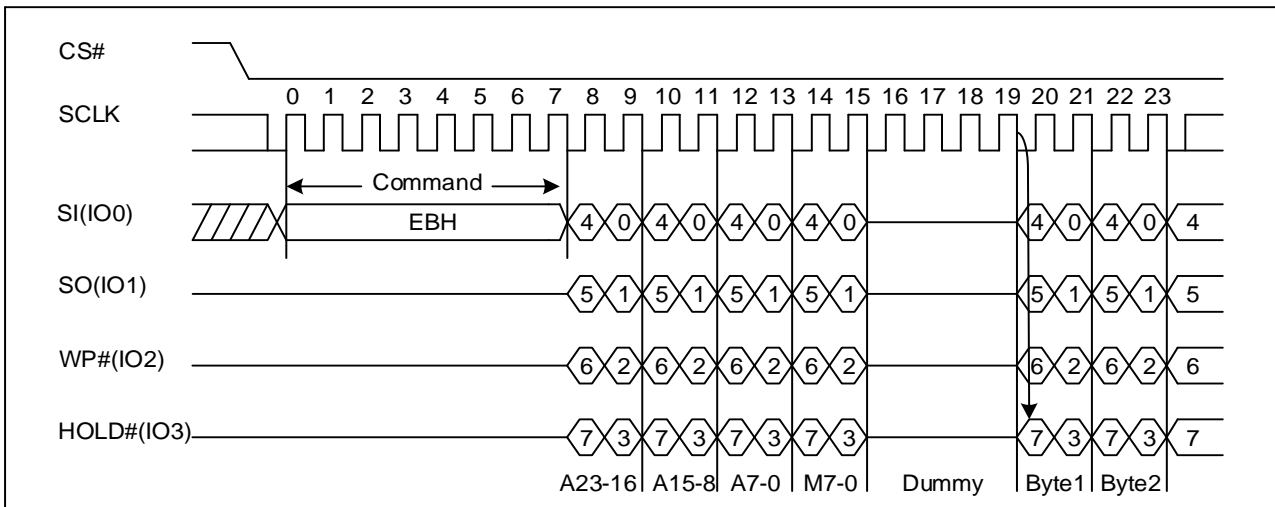 CS#
0 1 2 3 4 5 6 7 8 9 10 11 12 13 14 15 16 17 18 19 20 21 22 23
SCLK
Command
SI(IO0)
EBH 4 0 4 0 4 0 4 0 4 0 4 0 4
SO(IO1)
5 1 5 1 5 1 5 1 5 1 5 1 5
WP#(IO2)
6 2 6 2 6 2 6 2 6 2 6 2 6
HOLD#(IO3)
7 3 7 3 7 3 7 3 7 3 7 3 7
A23-16 A15-8 A7-0 M7-0 Dummy Byte1 Byte2